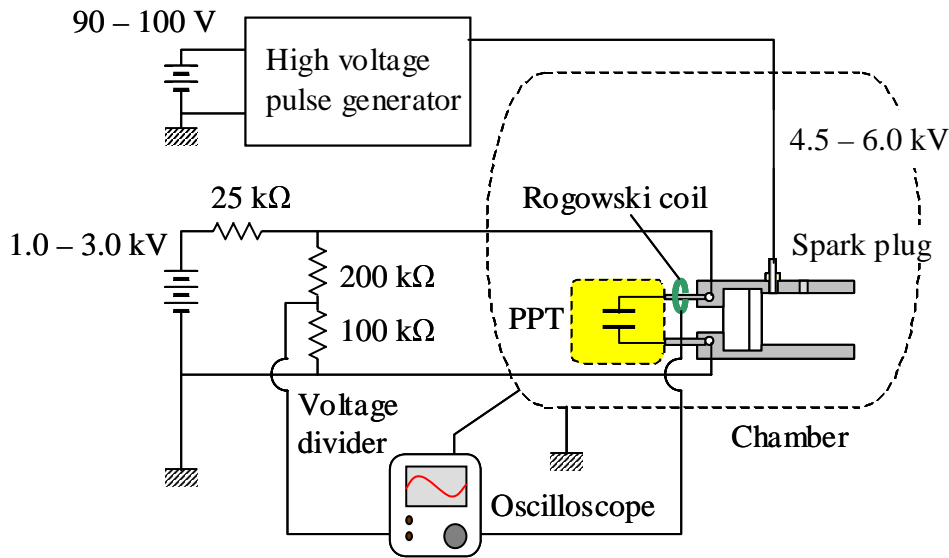 90 – 100 V
High voltage
pulse generator
4.5 – 6.0 kV
25 kΩ
Rogowski coil
1.0 – 3.0 kV
Spark plug
200 kΩ
PPT
100 kΩ
Voltage
divider
Chamber
Oscilloscope